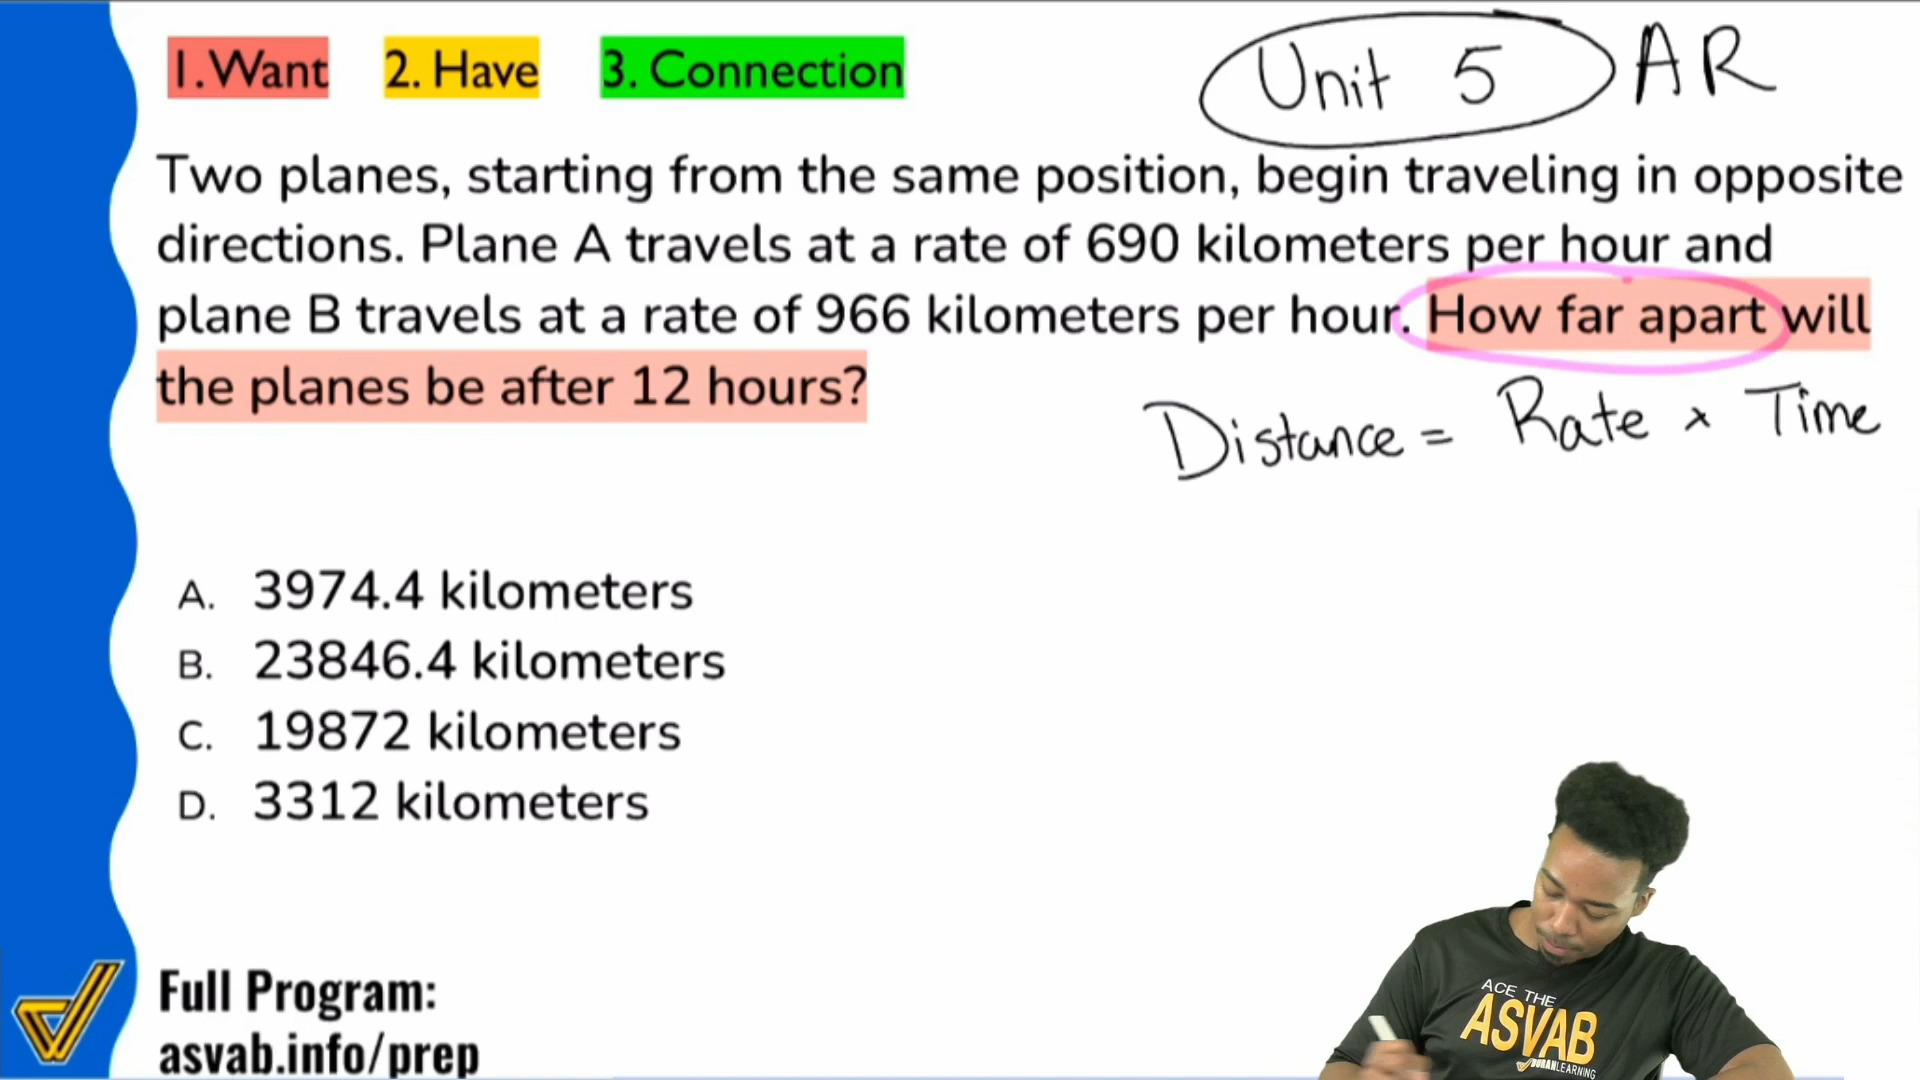 1. Want 2. Have 3. Connection
Unit 5 AR
Two planes, starting from the same position, begin traveling in opposite
directions. Plane A travels at a rate of 690 kilometers per hour and
plane B travels at a rate of 966 kilometers per hour. How far apart will
the planes be after 12 hours?
Distance = Rate × Time
A. 3974.4 kilometers
B. 23846.4 kilometers
C. 19872 kilometers
D. 3312 kilometers
Full Program:
asvab.info/prep
ACE THE
ASVAB
DURANLEARNING